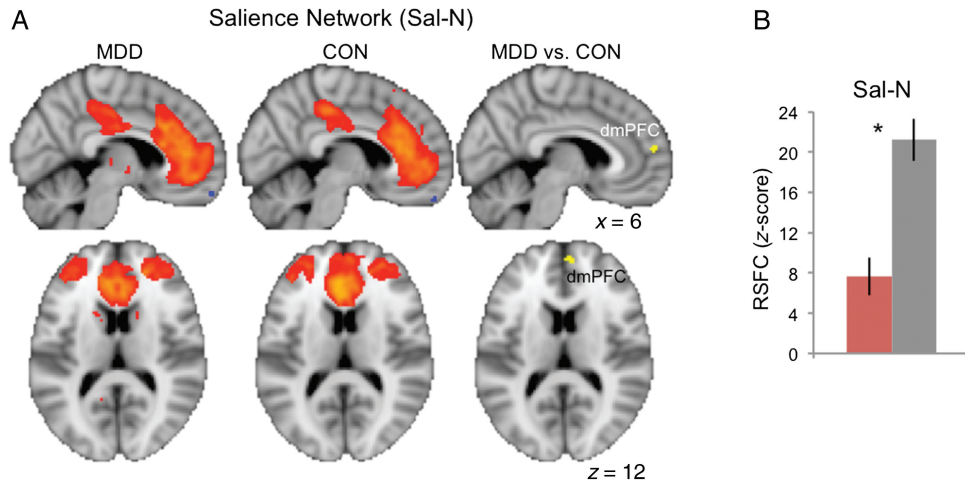 A
Salience Network (Sal-N)
MDD
CON
MDD vs. CON
dmPFC
x = 6
dmPFC
z = 12
B
Sal-N
*
RSFC (z-score)
24
20
16
12
8
4
0